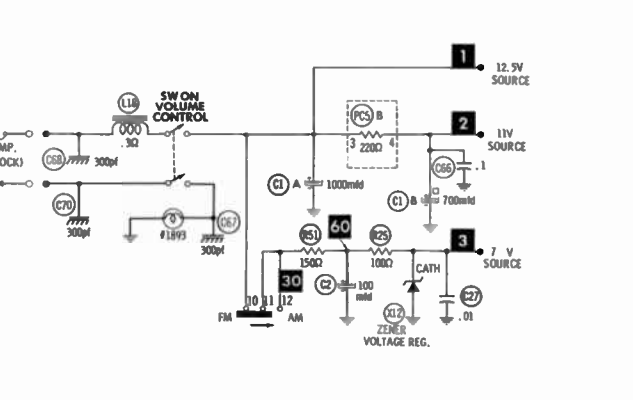 1
12.5V
SOURCE
SW ON
VOLUME
CONTROL
L18
.3Ω
PC5 B
3 220Ω 4
2
11V
SOURCE
MP.
OCK)
C68
300pf
C1 A
1000mfd
C66
.1
C1 B
700mfd
C70
300pf
#1893
C67
300pf
60
R51
150Ω
R25
100Ω
3
7 V
SOURCE
30
C2
100
mfd
CATH
C27
.01
10 11 12
FM
AM
X12
ZENER
VOLTAGE REG.